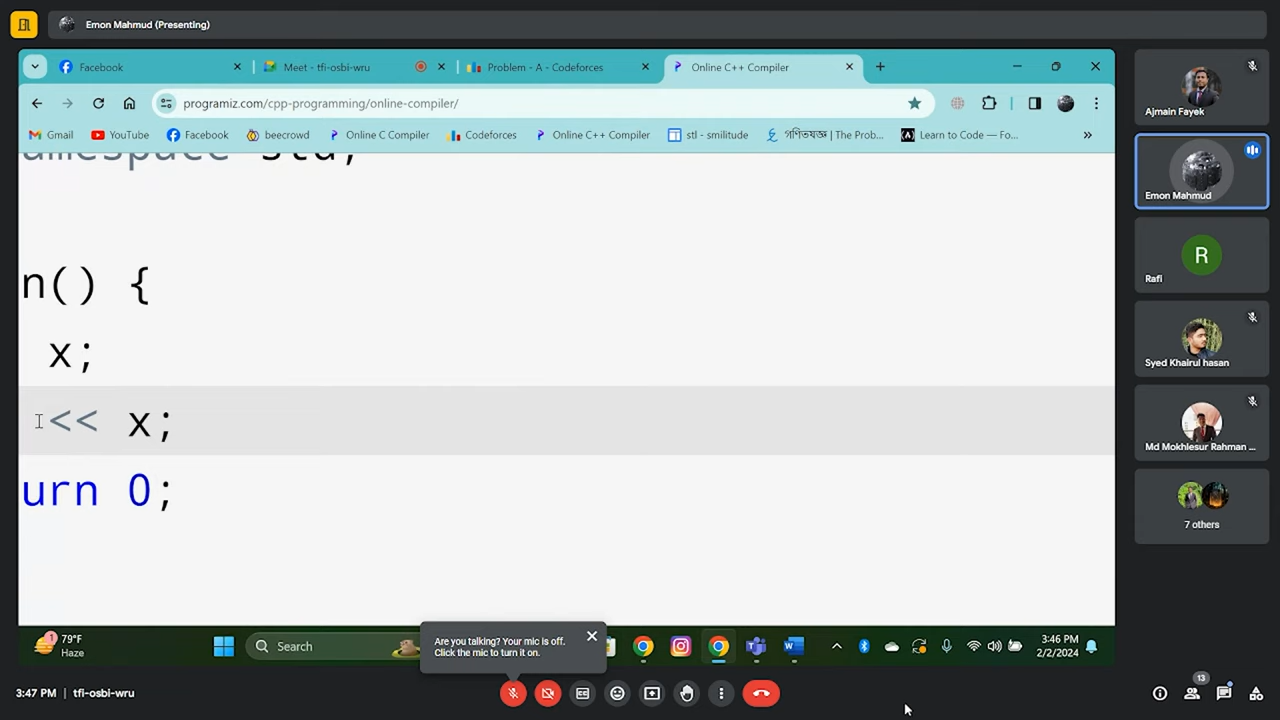 Emon Mahmud (Presenting)
Facebook
Meet - tfi-osbi-wru
Problem - A - Codeforces
Online C++ Compiler
programiz.com/cpp-programming/online-compiler/
Gmail
YouTube
Facebook
beecrowd
Online C Compiler
Codeforces
Online C++ Compiler
stl - smilitude
গণিতযজ্ঞ | The Prob...
Learn to Code — Fo...
amespace std;
n() {
x;
<< x;
urn 0;
Ajmain Fayek
Emon Mahmud
R
Rafi
Syed Khairul hasan
Md Mokhlesur Rahman ...
7 others
Are you talking? Your mic is off.
Click the mic to turn it on.
1
79°F
Haze
Search
3:46 PM
2/2/2024
3:47 PM | tfi-osbi-wru
13